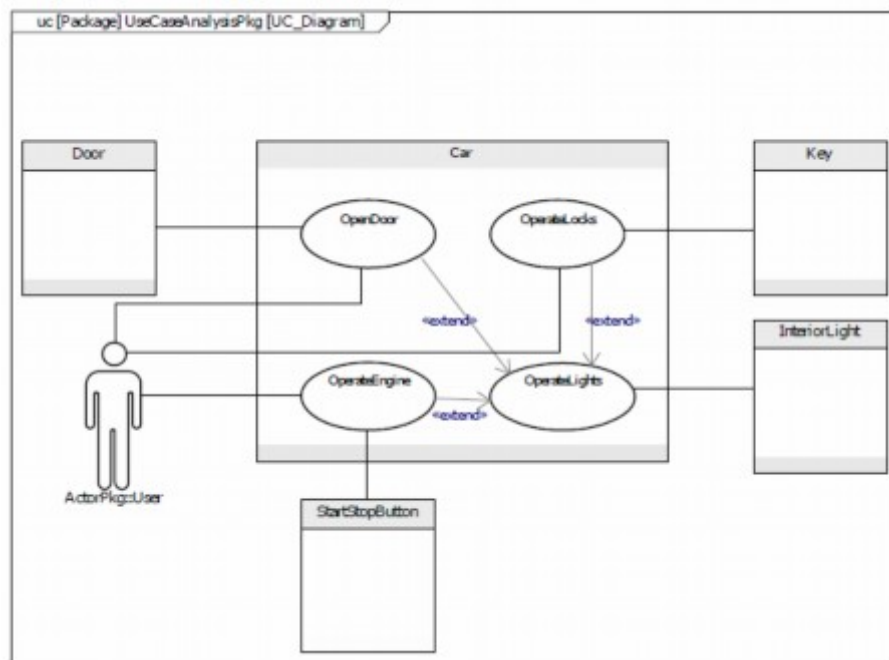 uc [Package] UseCaseAnalysisPkg [UC_Diagram]
Door
Car
Key
OpenDoor
OperateLocks
«extend»
«extend»
InteriorLight
OperateEngine
OperateLights
«extend»
ActorPkg::User
StartStopButton